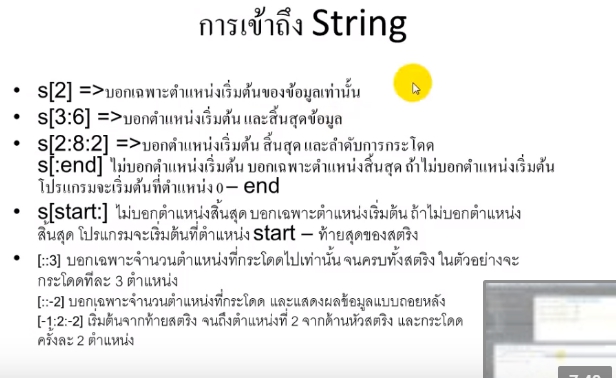 การเข้าถึง String
• s[2] =>บอกเฉพาะตำแหน่งเริ่มต้นของข้อมูลเท่านั้น
• s[3:6] =>บอกตำแหน่งเริ่มต้น และสิ้นสุดข้อมูล
• s[2:8:2] =>บอกตำแหน่งเริ่มต้น สิ้นสุด และลำดับการกระโดด
s[:end] ไม่บอกตำแหน่งเริ่มต้น บอกเฉพาะตำแหน่งสิ้นสุด ถ้าไม่บอกตำแหน่งเริ่มต้น
โปรแกรมจะเริ่มต้นที่ตำแหน่ง 0 – end
• s[start:] ไม่บอกตำแหน่งสิ้นสุด บอกเฉพาะตำแหน่งเริ่มต้น ถ้าไม่บอกตำแหน่ง
สิ้นสุด โปรแกรมจะเริ่มต้นที่ตำแหน่ง start – ท้ายสุดของสตริง
• [::3] บอกเฉพาะจำนวนตำแหน่งที่กระโดดไปเท่านั้น จนครบทั้งสตริง ในตัวอย่างจะ
กระโดดทีละ 3 ตำแหน่ง
[::-2] บอกเฉพาะจำนวนตำแหน่งที่กระโดด และแสดงผลข้อมูลแบบถอยหลัง
[-1:2:-2] เริ่มต้นจากท้ายสตริง จนถึงตำแหน่งที่ 2 จากด้านหัวสตริง และกระโดด
ครั้งละ 2 ตำแหน่ง